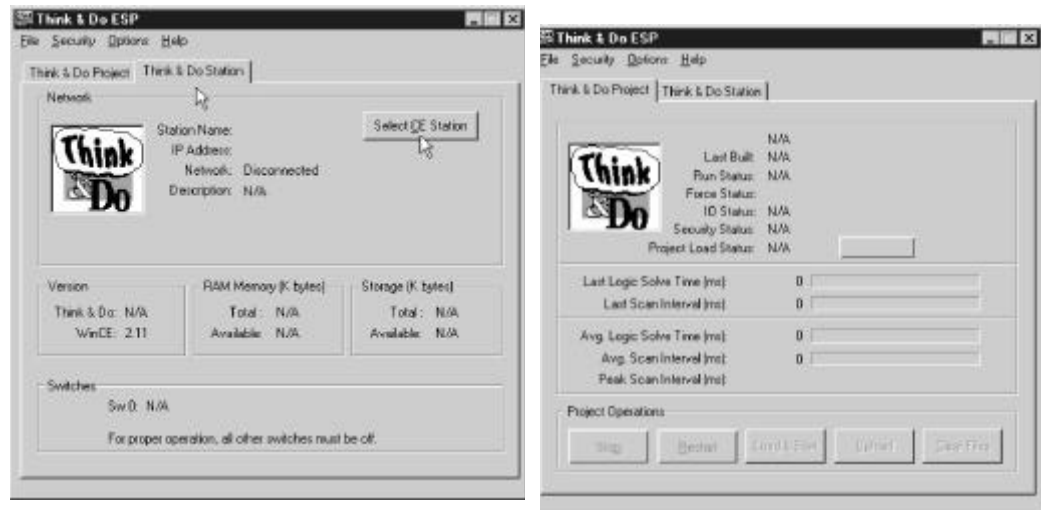 Think & Do ESP
File Security Options Help
Think & Do Project Think & Do Station
Network
Think & Do
Station Name:
IP Address:
Network: Disconnected
Description: N/A
Select CE Station
Version
Think & Do: N/A
WinCE: 2.11
RAM Memory (K bytes)
Total: N/A
Available: N/A
Storage (K bytes)
Total: N/A
Available: N/A
Switches
Sw 0: N/A
For proper operation, all other switches must be off.
Think & Do ESP
File Security Options Help
Think & Do Project Think & Do Station
Think & Do
N/A
Last Built: N/A
Run Status: N/A
Force Status:
IO Status: N/A
Security Status: N/A
Project Load Status: N/A
Last Logic Solve Time (ms): 0
Last Scan Interval (ms): 0
Avg. Logic Solve Time (ms): 0
Avg. Scan Interval (ms): 0
Peak Scan Interval (ms):
Project Operations
Stop Restart Upload Clear Files